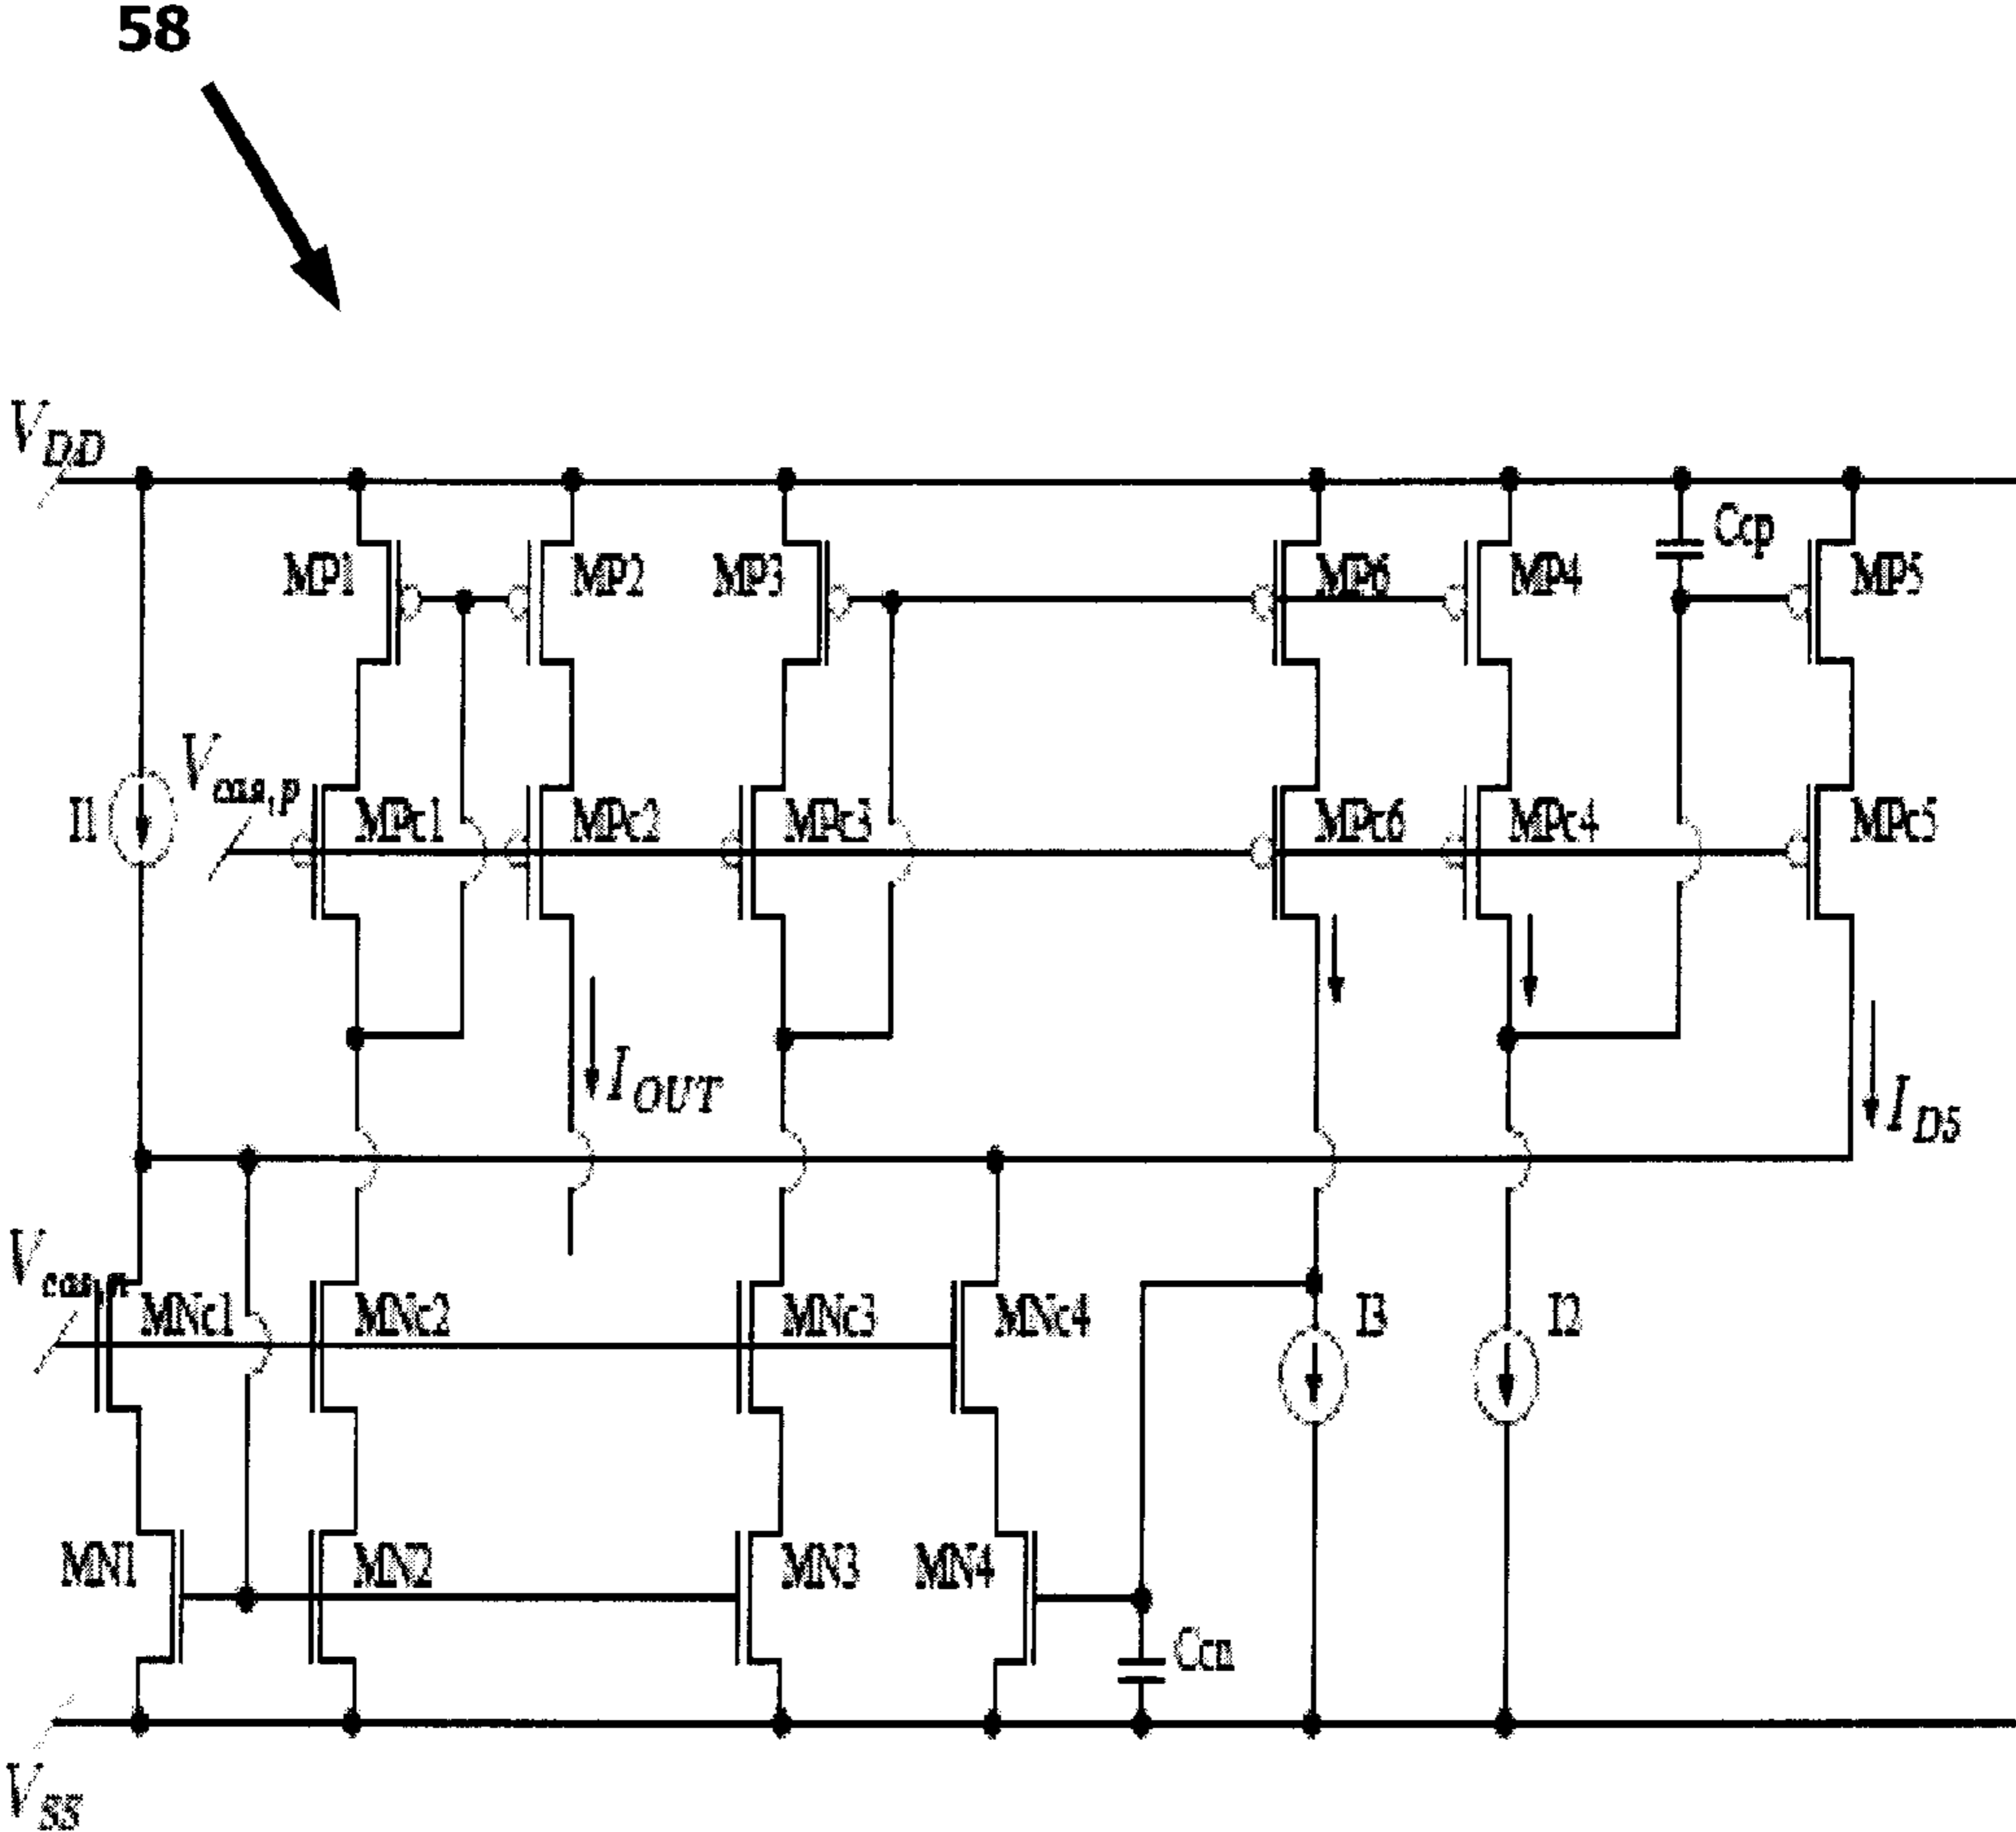 58
VDD
Ccp
MP1 MP2 MP3 MP6 MP4 MP5
Vcas,p
I1 MPc1 MPc2 MPc3 MPc6 MPc4 MPc5
IOUT ID5
Vcas,n
MNc1 MNc2 MNc3 MNc4 I3 I2
MN1 MN2 MN3 MN4
Ccn
VSS